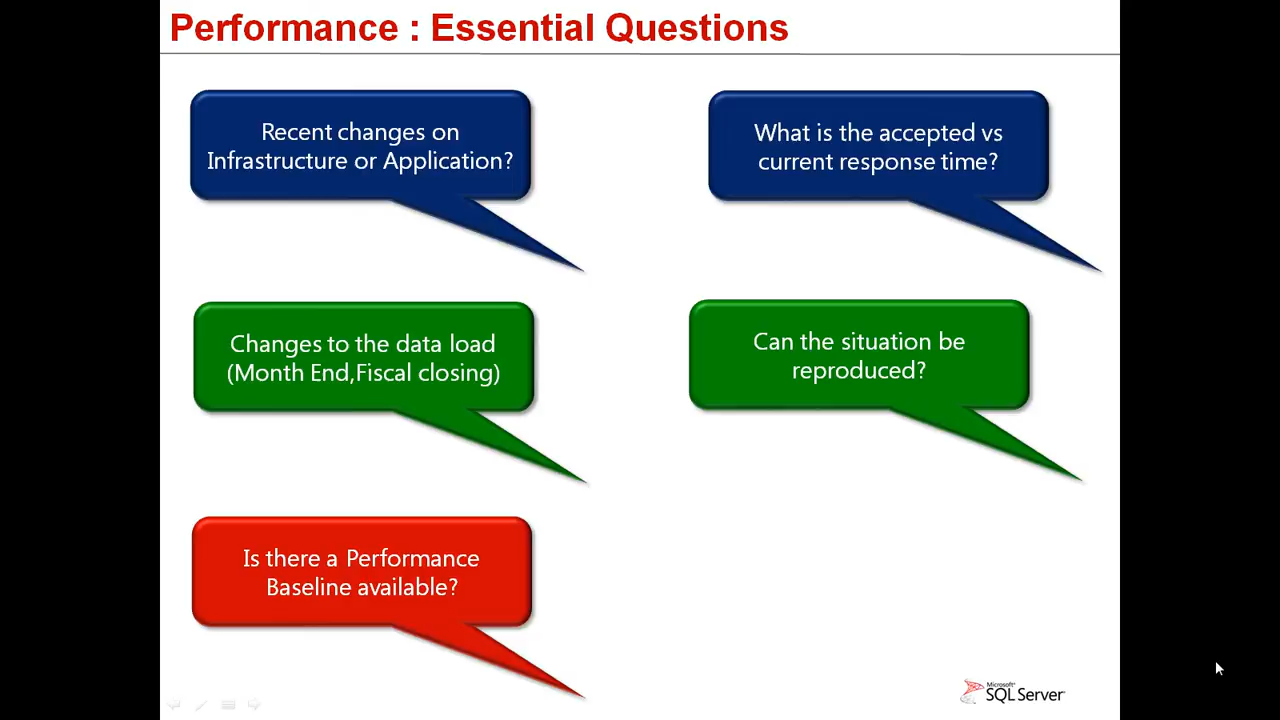 Performance : Essential Questions
Recent changes on
Infrastructure or Application?
What is the accepted vs
current response time?
Changes to the data load
(Month End,Fiscal closing)
Can the situation be
reproduced?
Is there a Performance
Baseline available?
Microsoft
SQL Server